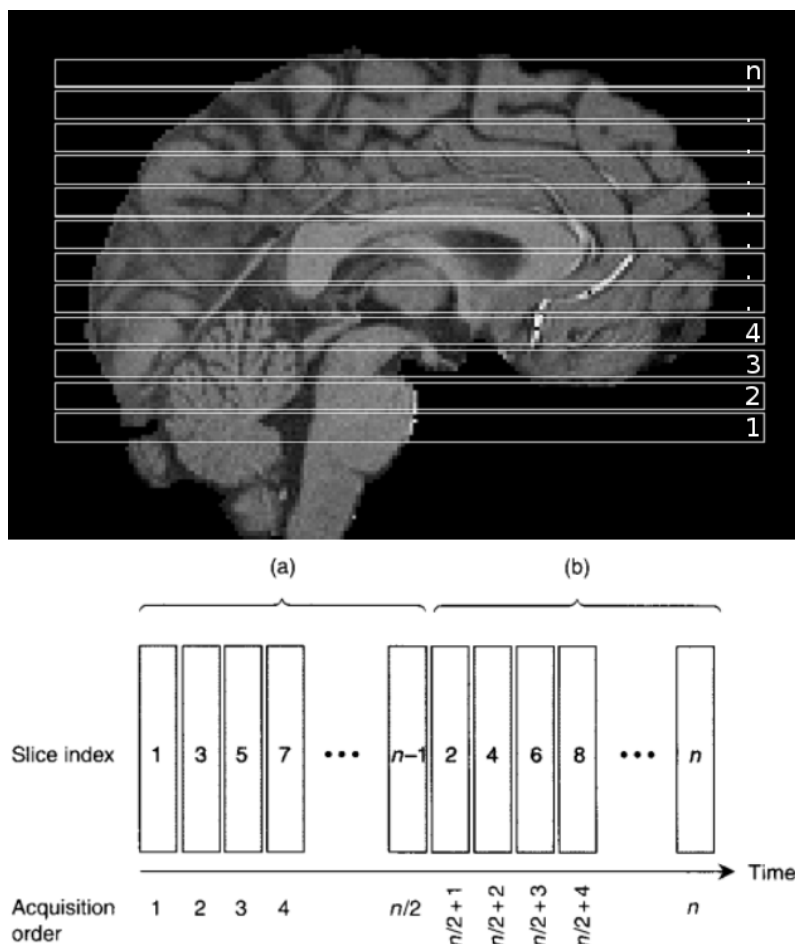 n
.
.
.
.
.
.
.
4
3
2
1
(a) (b)
Slice index 1 3 5 7 ••• n–1 2 4 6 8 ••• n
Time
Acquisition order 1 2 3 4 n/2 n/2 + 1 n/2 + 2 n/2 + 3 n/2 + 4 n